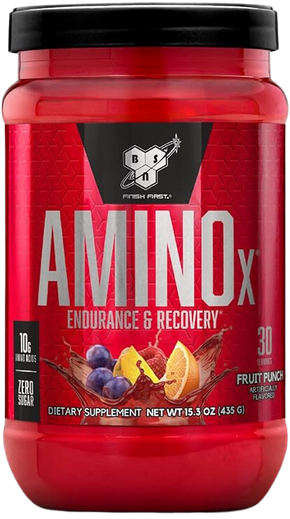 B S N
FINISH FIRST.
AMINOx
ENDURANCE & RECOVERY
10G
AMINO ACIDS
ZERO
SUGAR
30
SERVINGS
FRUIT PUNCH
ARTIFICIALLY
FLAVORED
DIETARY SUPPLEMENT NET WT 15.3 OZ (435 G)